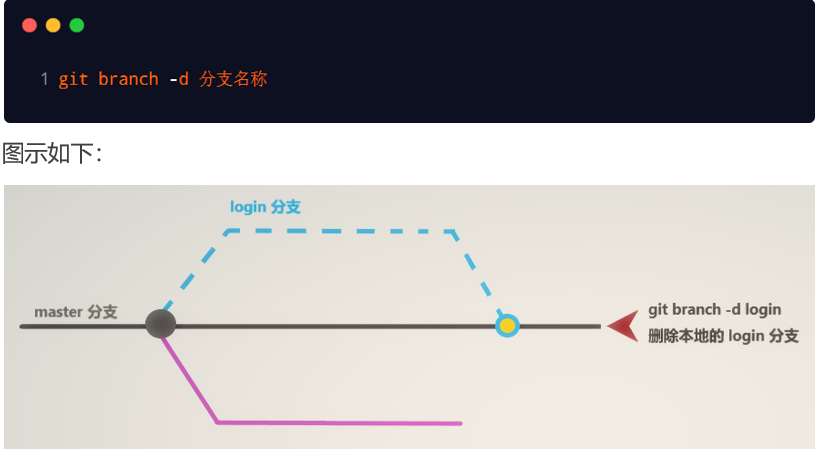 1 git branch -d 分支名称
图示如下：
login 分支
master 分支
git branch -d login
删除本地的 login 分支